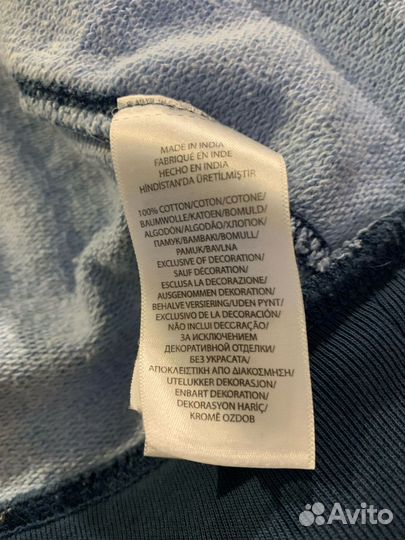 MADE IN INDIA
FABRIQUÉ EN INDE
HECHO EN INDIA
HİNDİSTAN'DA ÜRETİLMİŞTİR
100% COTTON/COTON/COTONE/
BAUMWOLLE/KATOEN/BOMULD/
ALGODÓN/ALGODÃO/ХЛОПОК/
ПАМУК/BAMBAKI/BOMULL/
PAMUK/BAVLNA
EXCLUSIVE OF DECORATION/
SAUF DÉCORATION/
ESCLUSA LA DECORAZIONE/
AUSGENOMMEN DEKORATION/
BEHALVE VERSIERING/UDEN PYNT/
EXCLUSIVO DE LA DECORACIÓN/
NÃO INCLUI DECORAÇÃO/
ЗА ИСКЛЮЧЕНИЕМ
ДЕКОРАТИВНОЙ ОТДЕЛКИ/
БЕЗ УКРАСАТА/
ΑΠΟΚΛΕΙΣΤΙΚΗ ΑΠΟ ΔΙΑΚΟΣΜΗΣΗ/
UTELUKKER DEKORASJON/
ENBART DEKORATION/
DEKORASYON HARİÇ/
KROMĚ OZDOB
Avito